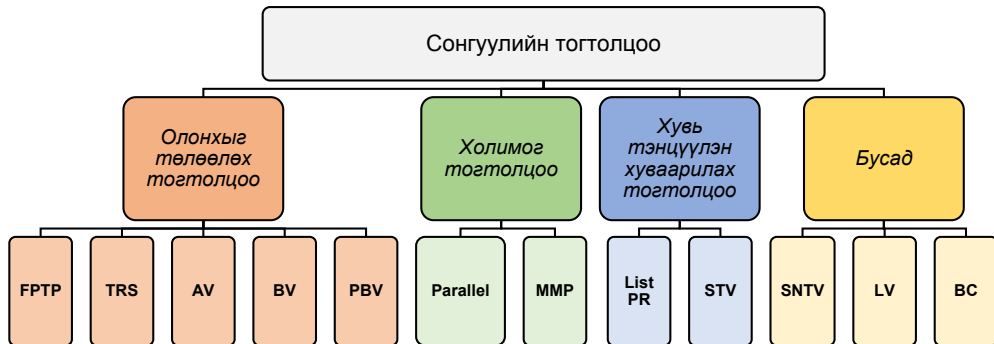 Сонгуулийн тогтолцоо
Олонхыг
төлөөлөх
тогтолцоо
Холимог
тогтолцоо
Хувь
тэнцүүлэн
хуваарилах
тогтолцоо
Бусад
FPTP
TRS
AV
BV
PBV
Parallel
MMP
List
PR
STV
SNTV
LV
BC